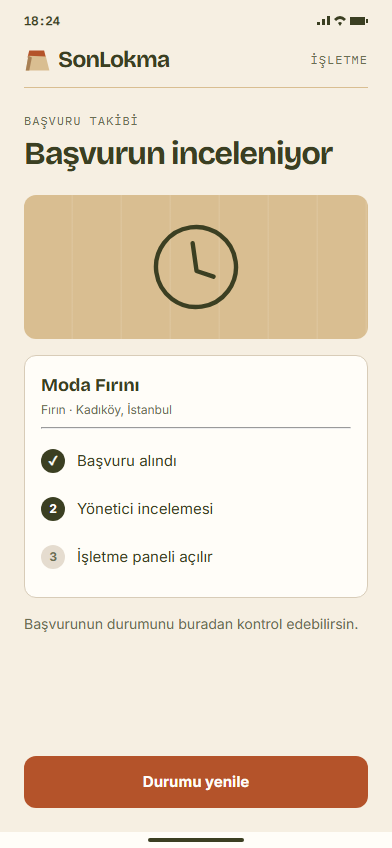 18:24
SonLokma
İŞLETME
BAŞVURU TAKİBİ
Başvurun inceleniyor
Moda Fırını
Fırın · Kadıköy, İstanbul
✓ Başvuru alındı
2 Yönetici incelemesi
3 İşletme paneli açılır
Başvurunun durumunu buradan kontrol edebilirsin.
Durumu yenile